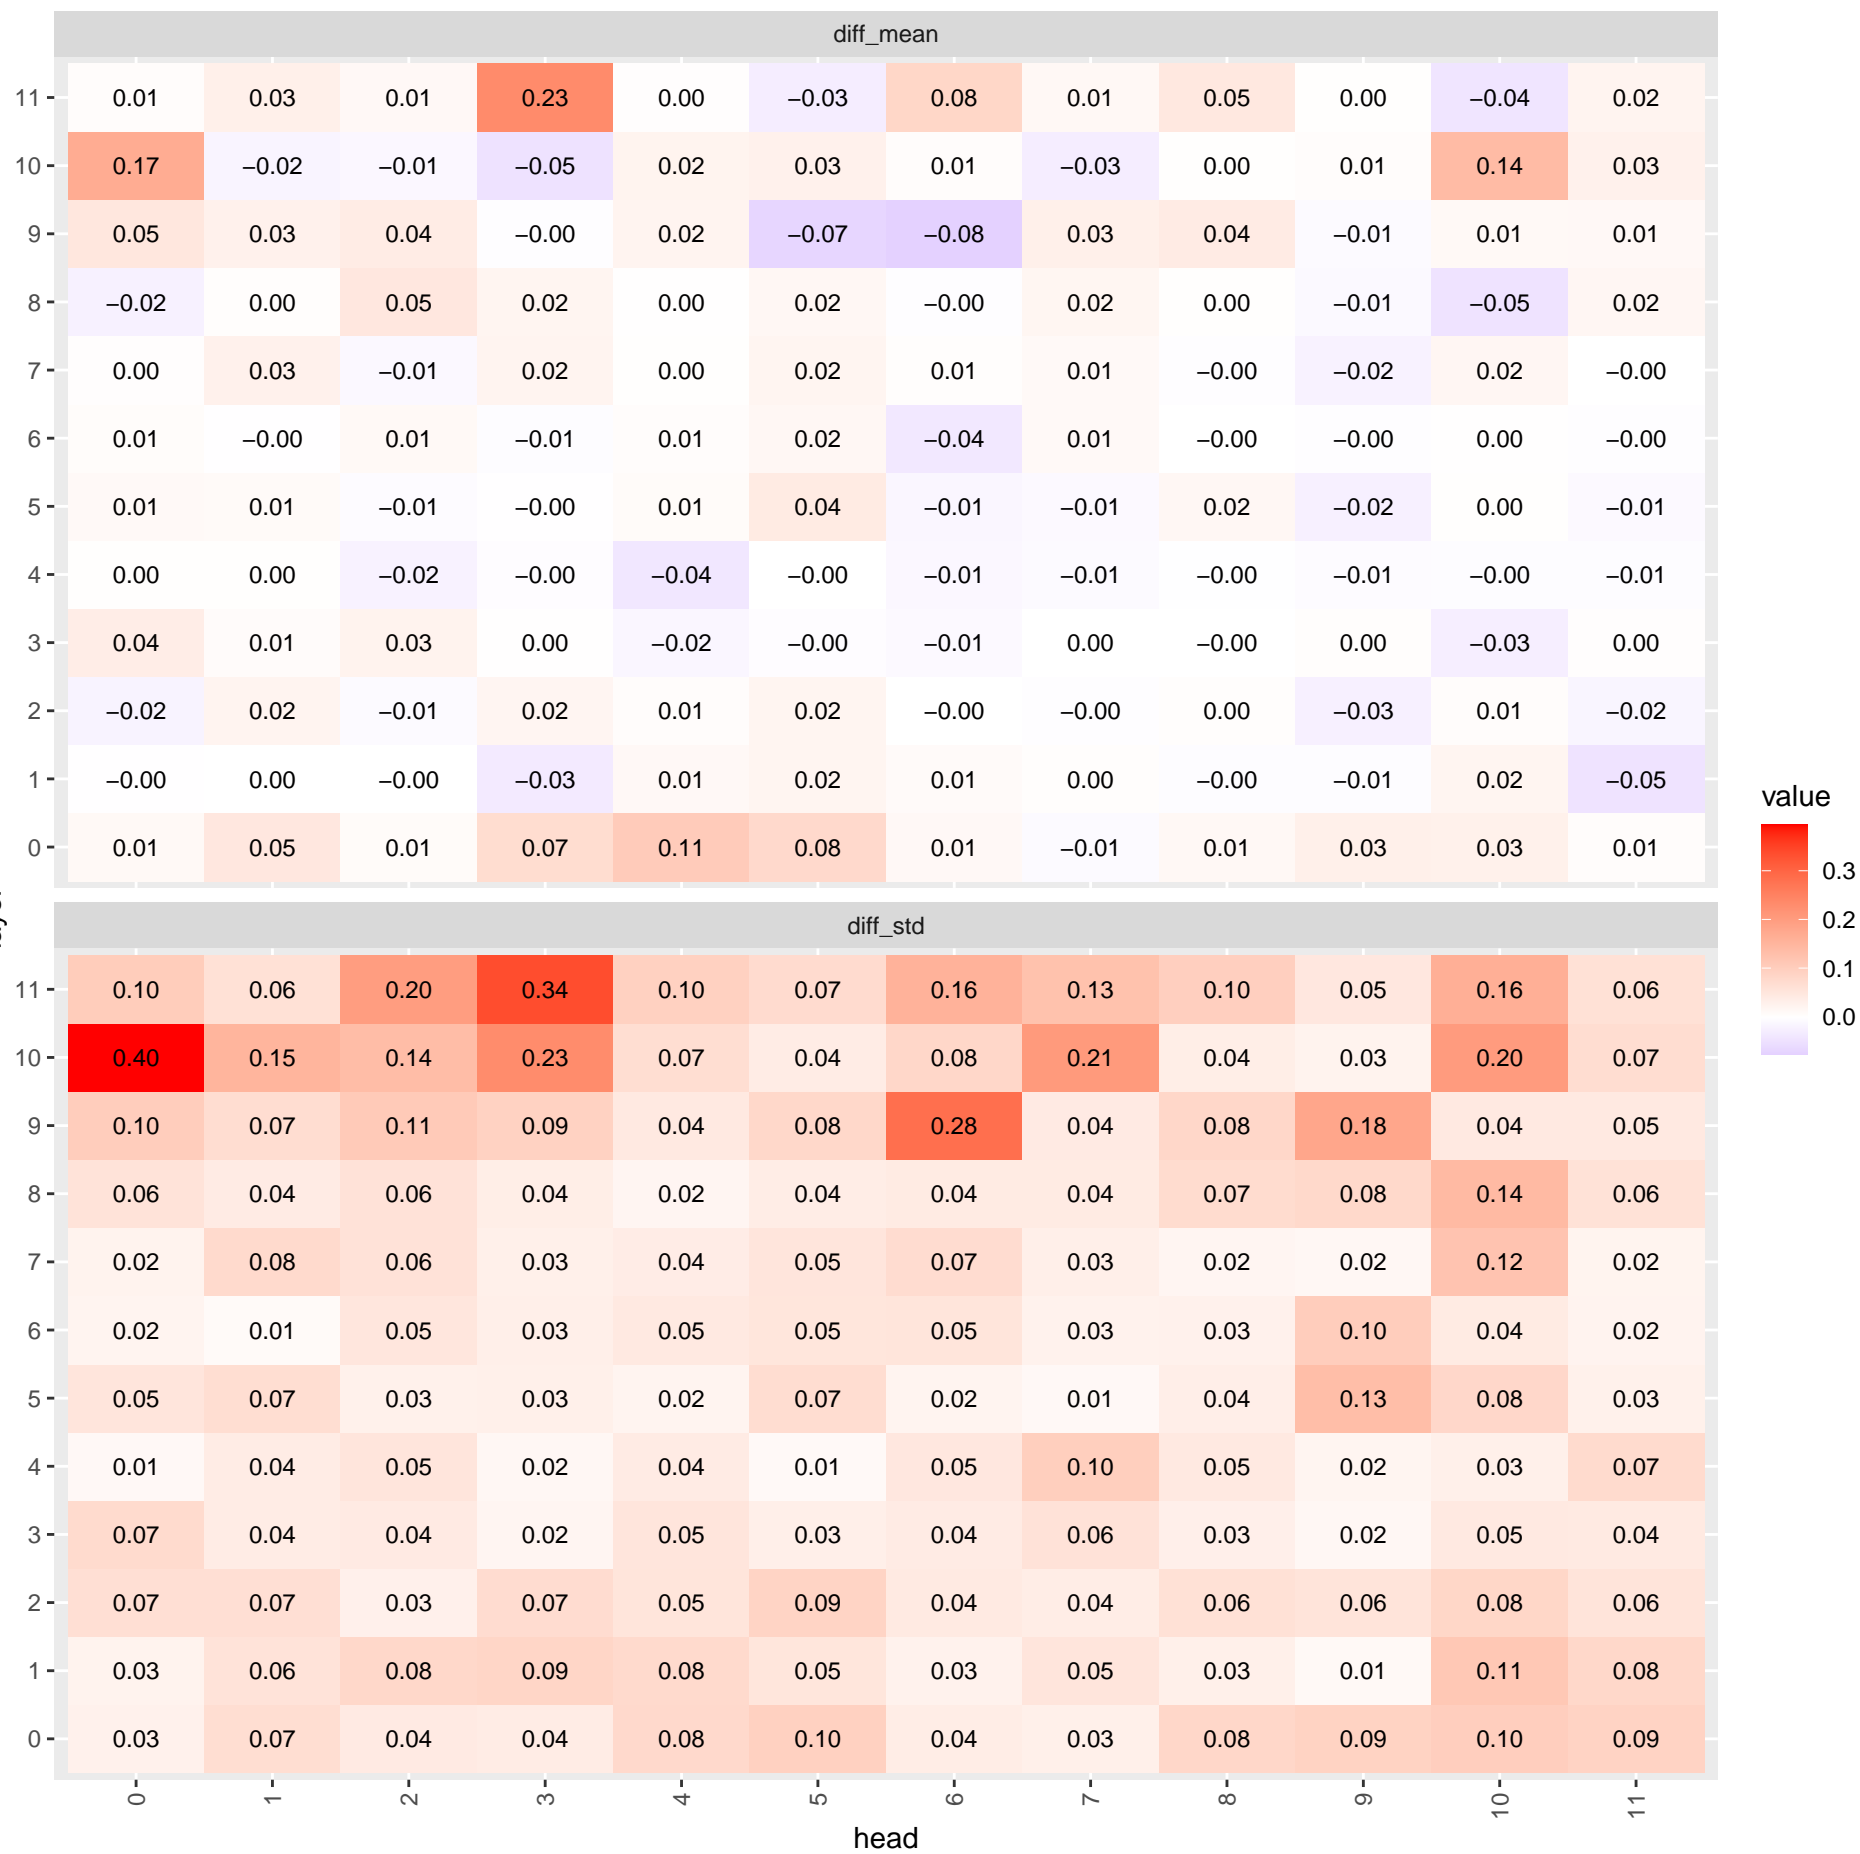 diff_mean
11 0.01 0.03 0.01 0.23 0.00 −0.03 0.08 0.01 0.05 0.00 −0.04 0.02
10 0.17 −0.02 −0.01 −0.05 0.02 0.03 0.01 −0.03 0.00 0.01 0.14 0.03
9 0.05 0.03 0.04 −0.00 0.02 −0.07 −0.08 0.03 0.04 −0.01 0.01 0.01
8 −0.02 0.00 0.05 0.02 0.00 0.02 −0.00 0.02 0.00 −0.01 −0.05 0.02
7 0.00 0.03 −0.01 0.02 0.00 0.02 0.01 0.01 −0.00 −0.02 0.02 −0.00
6 0.01 −0.00 0.01 −0.01 0.01 0.02 −0.04 0.01 −0.00 −0.00 0.00 −0.00
5 0.01 0.01 −0.01 −0.00 0.01 0.04 −0.01 −0.01 0.02 −0.02 0.00 −0.01
4 0.00 0.00 −0.02 −0.00 −0.04 −0.00 −0.01 −0.01 −0.00 −0.01 −0.00 −0.01
3 0.04 0.01 0.03 0.00 −0.02 −0.00 −0.01 0.00 −0.00 0.00 −0.03 0.00
2 −0.02 0.02 −0.01 0.02 0.01 0.02 −0.00 −0.00 0.00 −0.03 0.01 −0.02
1 −0.00 0.00 −0.00 −0.03 0.01 0.02 0.01 0.00 −0.00 −0.01 0.02 −0.05
0 0.01 0.05 0.01 0.07 0.11 0.08 0.01 −0.01 0.01 0.03 0.03 0.01
diff_std
11 0.10 0.06 0.20 0.34 0.10 0.07 0.16 0.13 0.10 0.05 0.16 0.06
10 0.40 0.15 0.14 0.23 0.07 0.04 0.08 0.21 0.04 0.03 0.20 0.07
9 0.10 0.07 0.11 0.09 0.04 0.08 0.28 0.04 0.08 0.18 0.04 0.05
8 0.06 0.04 0.06 0.04 0.02 0.04 0.04 0.04 0.07 0.08 0.14 0.06
7 0.02 0.08 0.06 0.03 0.04 0.05 0.07 0.03 0.02 0.02 0.12 0.02
6 0.02 0.01 0.05 0.03 0.05 0.05 0.05 0.03 0.03 0.10 0.04 0.02
5 0.05 0.07 0.03 0.03 0.02 0.07 0.02 0.01 0.04 0.13 0.08 0.03
4 0.01 0.04 0.05 0.02 0.04 0.01 0.05 0.10 0.05 0.02 0.03 0.07
3 0.07 0.04 0.04 0.02 0.05 0.03 0.04 0.06 0.03 0.02 0.05 0.04
2 0.07 0.07 0.03 0.07 0.05 0.09 0.04 0.04 0.06 0.06 0.08 0.06
1 0.03 0.06 0.08 0.09 0.08 0.05 0.03 0.05 0.03 0.01 0.11 0.08
0 0.03 0.07 0.04 0.04 0.08 0.10 0.04 0.03 0.08 0.09 0.10 0.09
0 1 2 3 4 5 6 7 8 9 10 11
head
value
0.3
0.2
0.1
0.0